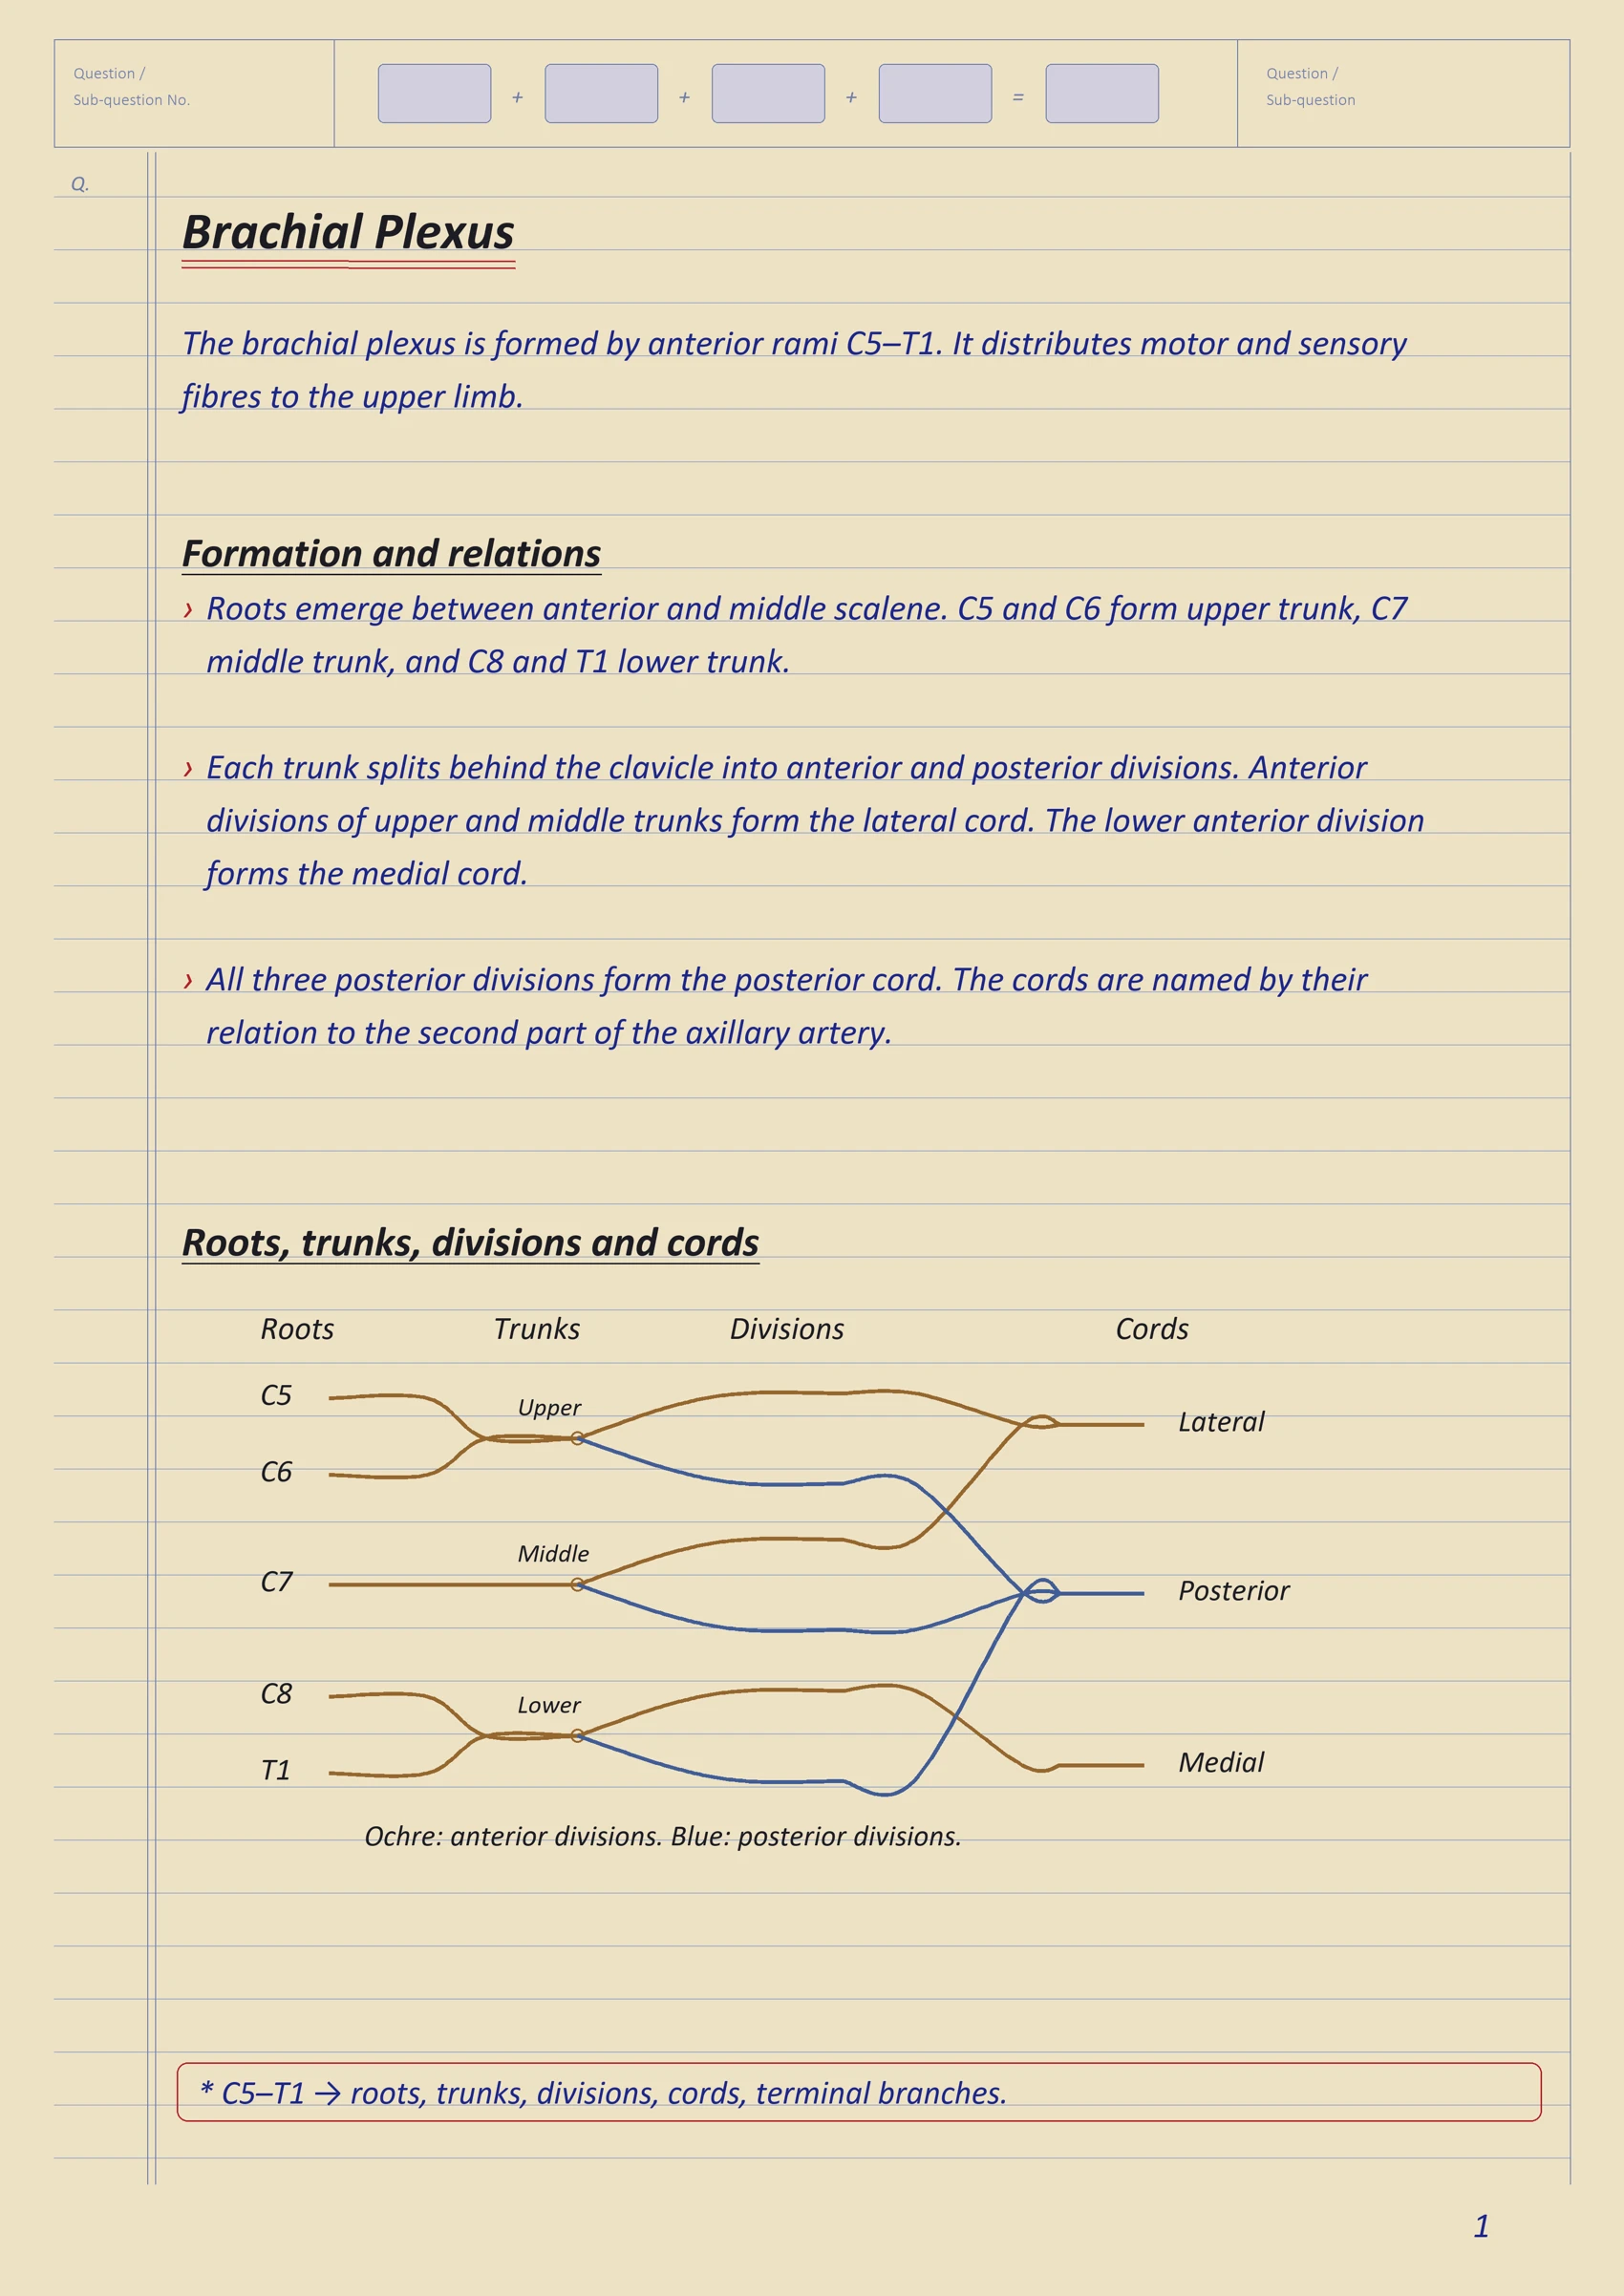 Question /
Sub-question No.
+ + + =
Question /
Sub-question
Q.
Brachial Plexus
The brachial plexus is formed by anterior rami C5–T1. It distributes motor and sensory
fibres to the upper limb.
Formation and relations
› Roots emerge between anterior and middle scalene. C5 and C6 form upper trunk, C7
middle trunk, and C8 and T1 lower trunk.
› Each trunk splits behind the clavicle into anterior and posterior divisions. Anterior
divisions of upper and middle trunks form the lateral cord. The lower anterior division
forms the medial cord.
› All three posterior divisions form the posterior cord. The cords are named by their
relation to the second part of the axillary artery.
Roots, trunks, divisions and cords
Roots Trunks Divisions Cords
C5
Upper
Lateral
C6
Middle
C7
Posterior
C8
Lower
T1
Medial
Ochre: anterior divisions. Blue: posterior divisions.
* C5–T1 → roots, trunks, divisions, cords, terminal branches.
1